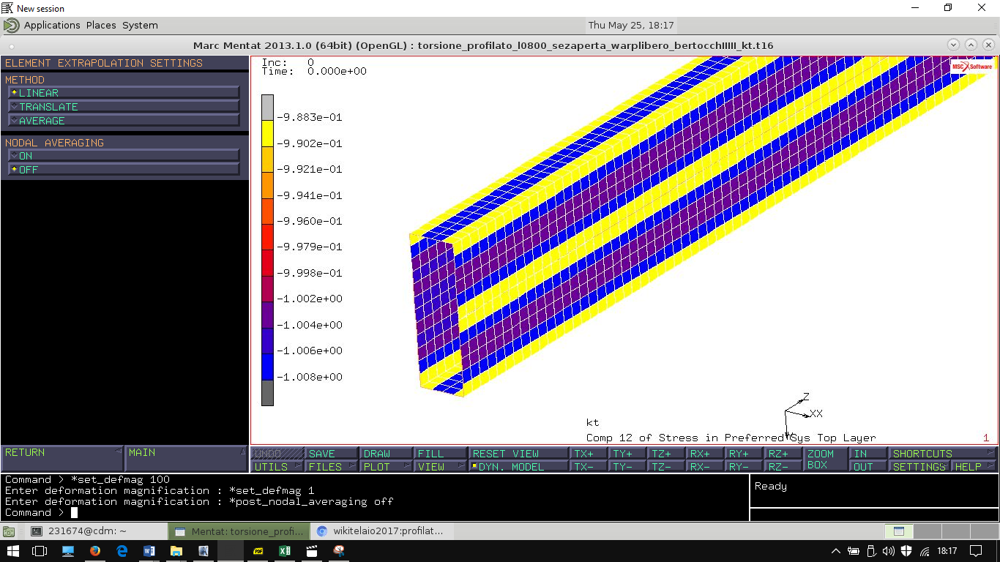 New session
Applications Places System
Thu May 25, 18:17
Marc Mentat 2013.1.0 (64bit) (OpenGL) : torsione_profilato_l0800_sezaperta_warplibero_bertocchIIIII_kt.t16
ELEMENT EXTRAPOLATION SETTINGS
METHOD
LINEAR
TRANSLATE
AVERAGE
NODAL AVERAGING
ON
OFF
Inc: 0
Time: 0.000e+00
MSC Software
-9.883e-01
-9.902e-01
-9.921e-01
-9.941e-01
-9.960e-01
-9.979e-01
-9.998e-01
-1.002e+00
-1.004e+00
-1.006e+00
-1.008e+00
Z
XX
kt
Comp 12 of Stress in Preferred Sys Top Layer
1
RETURN
MAIN
UNDO SAVE DRAW FILL RESET VIEW TX+ TY+ TZ+ RX+ RY+ RZ+ ZOOM BOX IN SHORTCUTS
UTILS FILES PLOT VIEW DYN. MODEL TX- TY- TZ- RX- RY- RZ- OUT SETTINGS HELP
Command > *set_defmag 100
Enter deformation magnification : *set_defmag 1
Enter deformation magnification : *post_nodal_averaging off
Command >
Ready
231674@cdm: ~
Mentat: torsione_profi...
wikitelaio2017:profilat...
18:17